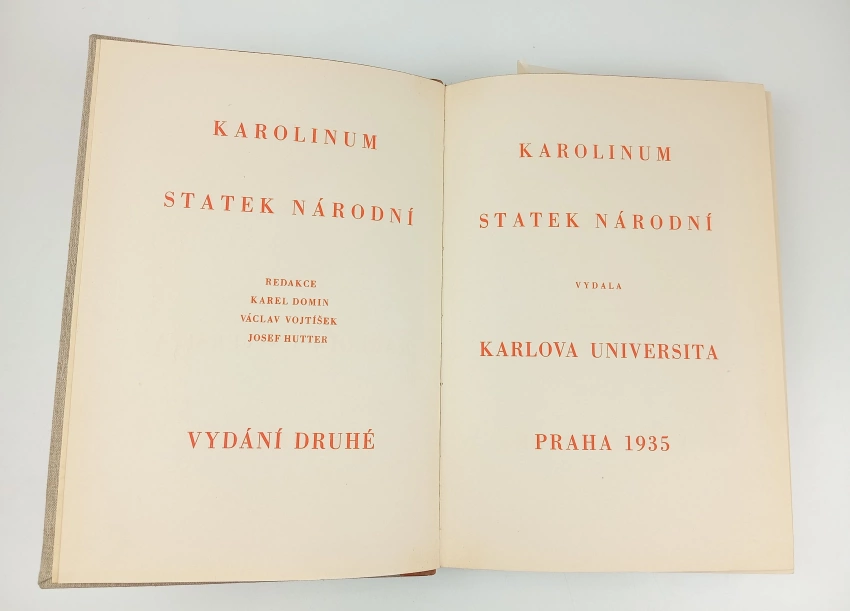 KAROLINUM
STATEK NÁRODNÍ
REDAKCE
KAREL DOMIN
VÁCLAV VOJTÍŠEK
JOSEF HUTTER
VYDÁNÍ DRUHÉ
KAROLINUM
STATEK NÁRODNÍ
VYDALA
KARLOVA UNIVERSITA
PRAHA 1935